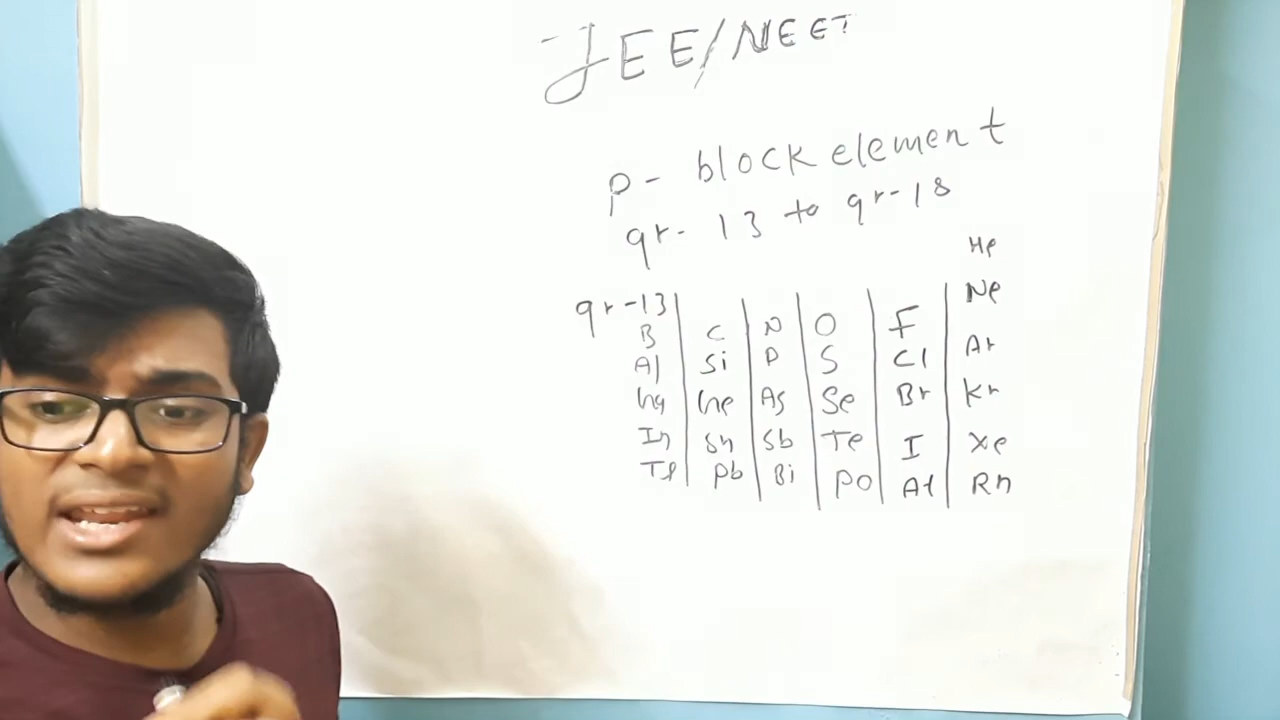 JEE/NEET
p- block element
gr- 13 to gr-18
He
gr-13 Ne
B C N O F
Al Si P S Cl Ar
Ga Ge As Se Br Kr
In Sn Sb Te I Xe
Tl Pb Bi Po At Rn